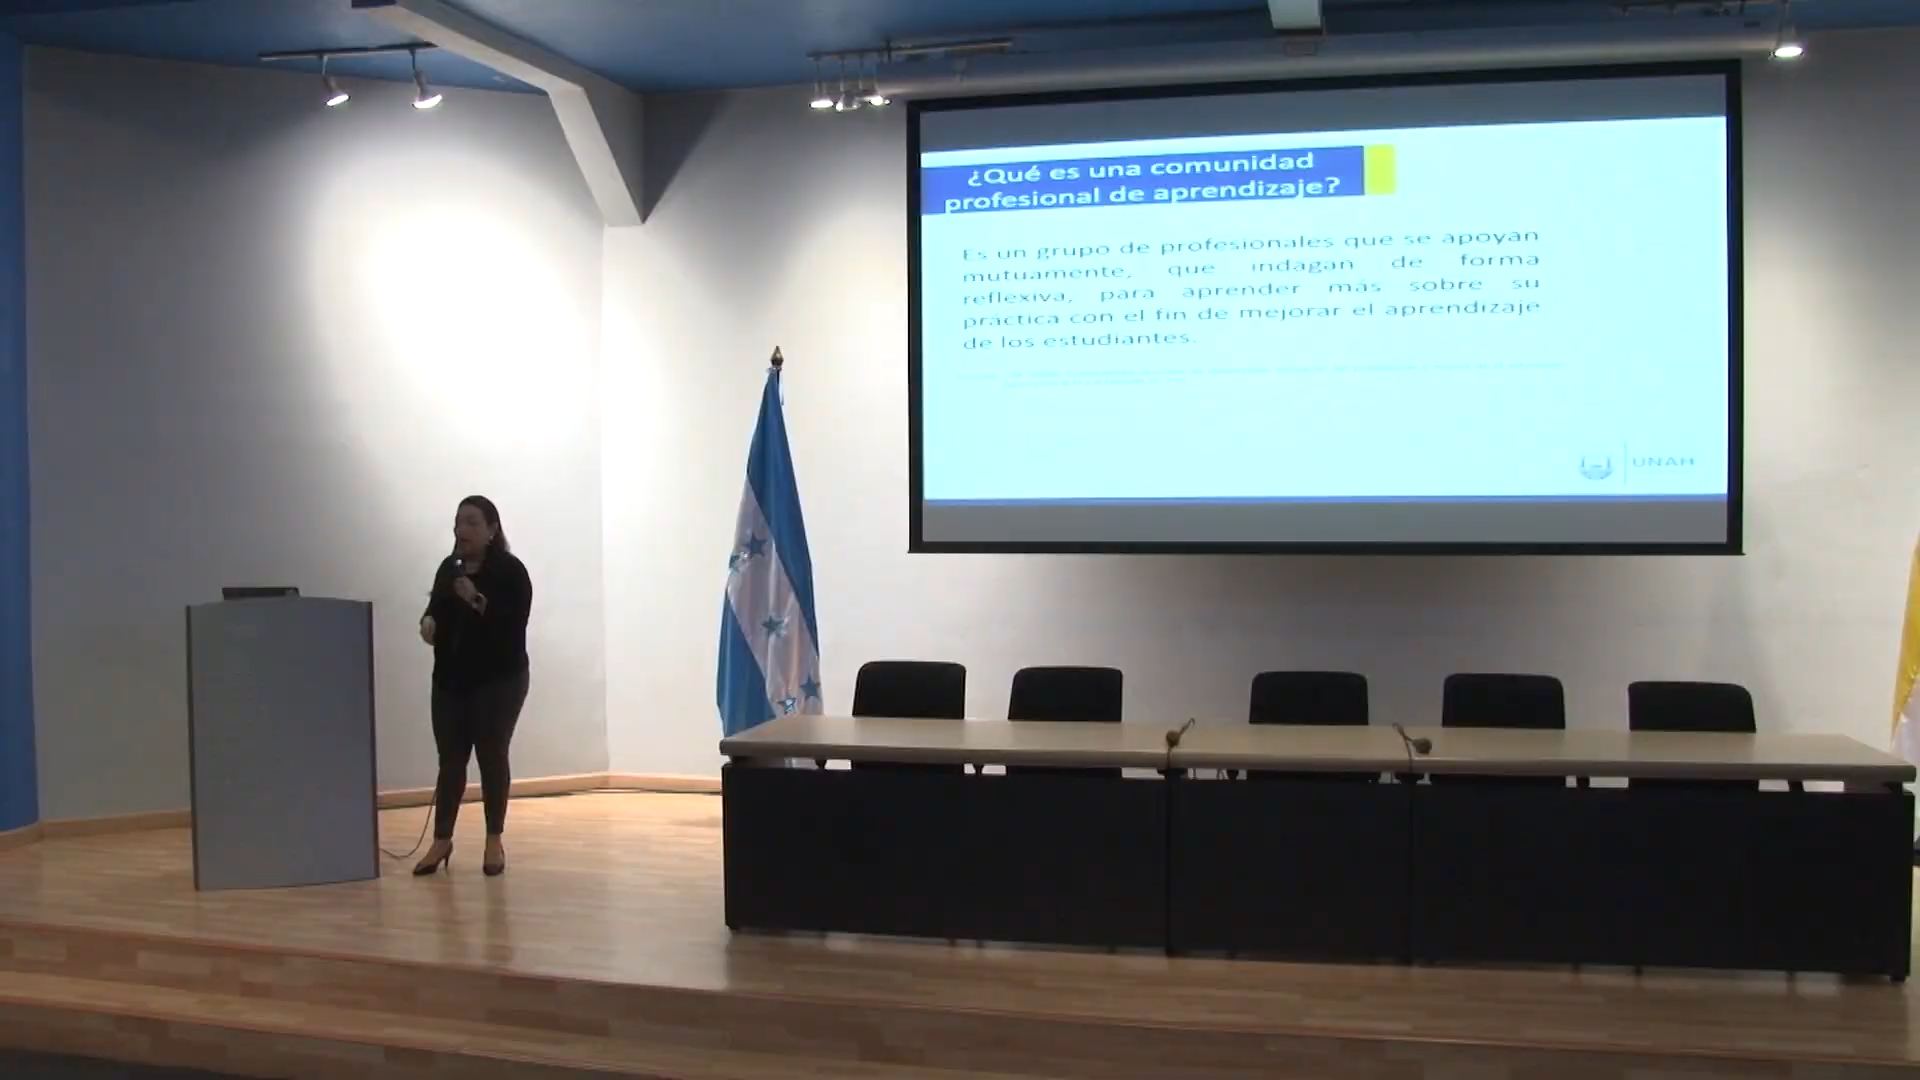 ¿Qué es una comunidad
profesional de aprendizaje?
Es un grupo de profesionales que se apoyan
mutuamente, que indagan de forma
reflexiva, para aprender más sobre su
práctica con el fin de mejorar el aprendizaje
de los estudiantes.
UNAH